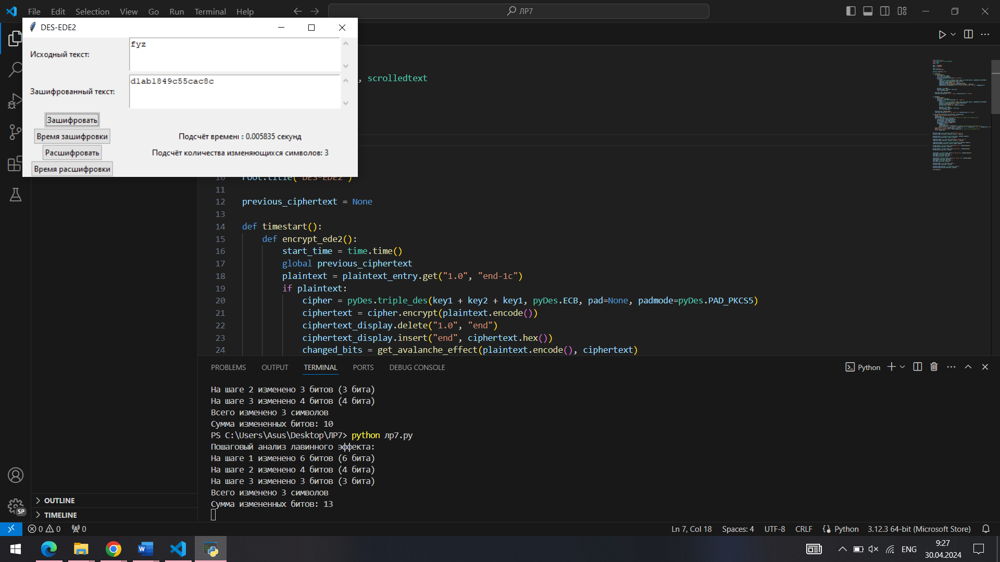 File Edit Selection View Go Run Terminal Help
ЛР7
DES-EDE2
Исходный текст:
fyz
Зашифрованный текст:
d1ab1849c55cac8c
Зашифровать
Время зашифровки
Подсчёт времени: 0.005835 секунд
Расшифровать
Подсчёт количества изменяющихся символов: 3
Время расшифровки
, scrolledtext
10 root.title("DES-EDE2")
11
12 previous_ciphertext = None
13
14 def timestart():
15 def encrypt_ede2():
16 start_time = time.time()
17 global previous_ciphertext
18 plaintext = plaintext_entry.get("1.0", "end-1c")
19 if plaintext:
20 cipher = pyDes.triple_des(key1 + key2 + key1, pyDes.ECB, pad=None, padmode=pyDes.PAD_PKCS5)
21 ciphertext = cipher.encrypt(plaintext.encode())
22 ciphertext_display.delete("1.0", "end")
23 ciphertext_display.insert("end", ciphertext.hex())
24 changed_bits = get_avalanche_effect(plaintext.encode(), ciphertext)
PROBLEMS OUTPUT TERMINAL PORTS DEBUG CONSOLE
Python
На шаге 2 изменено 3 битов (3 бита)
На шаге 3 изменено 4 битов (4 бита)
Всего изменено 3 символов
Сумма измененных битов: 10
PS C:\Users\Asus\Desktop\ЛР7> python лр7.py
Пошаговый анализ лавинного эффекта:
На шаге 1 изменено 6 битов (6 бита)
На шаге 2 изменено 4 битов (4 бита)
На шаге 3 изменено 3 битов (3 бита)
Всего изменено 3 символов
Сумма измененных битов: 13
OUTLINE
TIMELINE
SP
0 0 0
Ln 7, Col 18 Spaces: 4 UTF-8 CRLF Python 3.12.3 64-bit (Microsoft Store)
ENG
9:27
30.04.2024